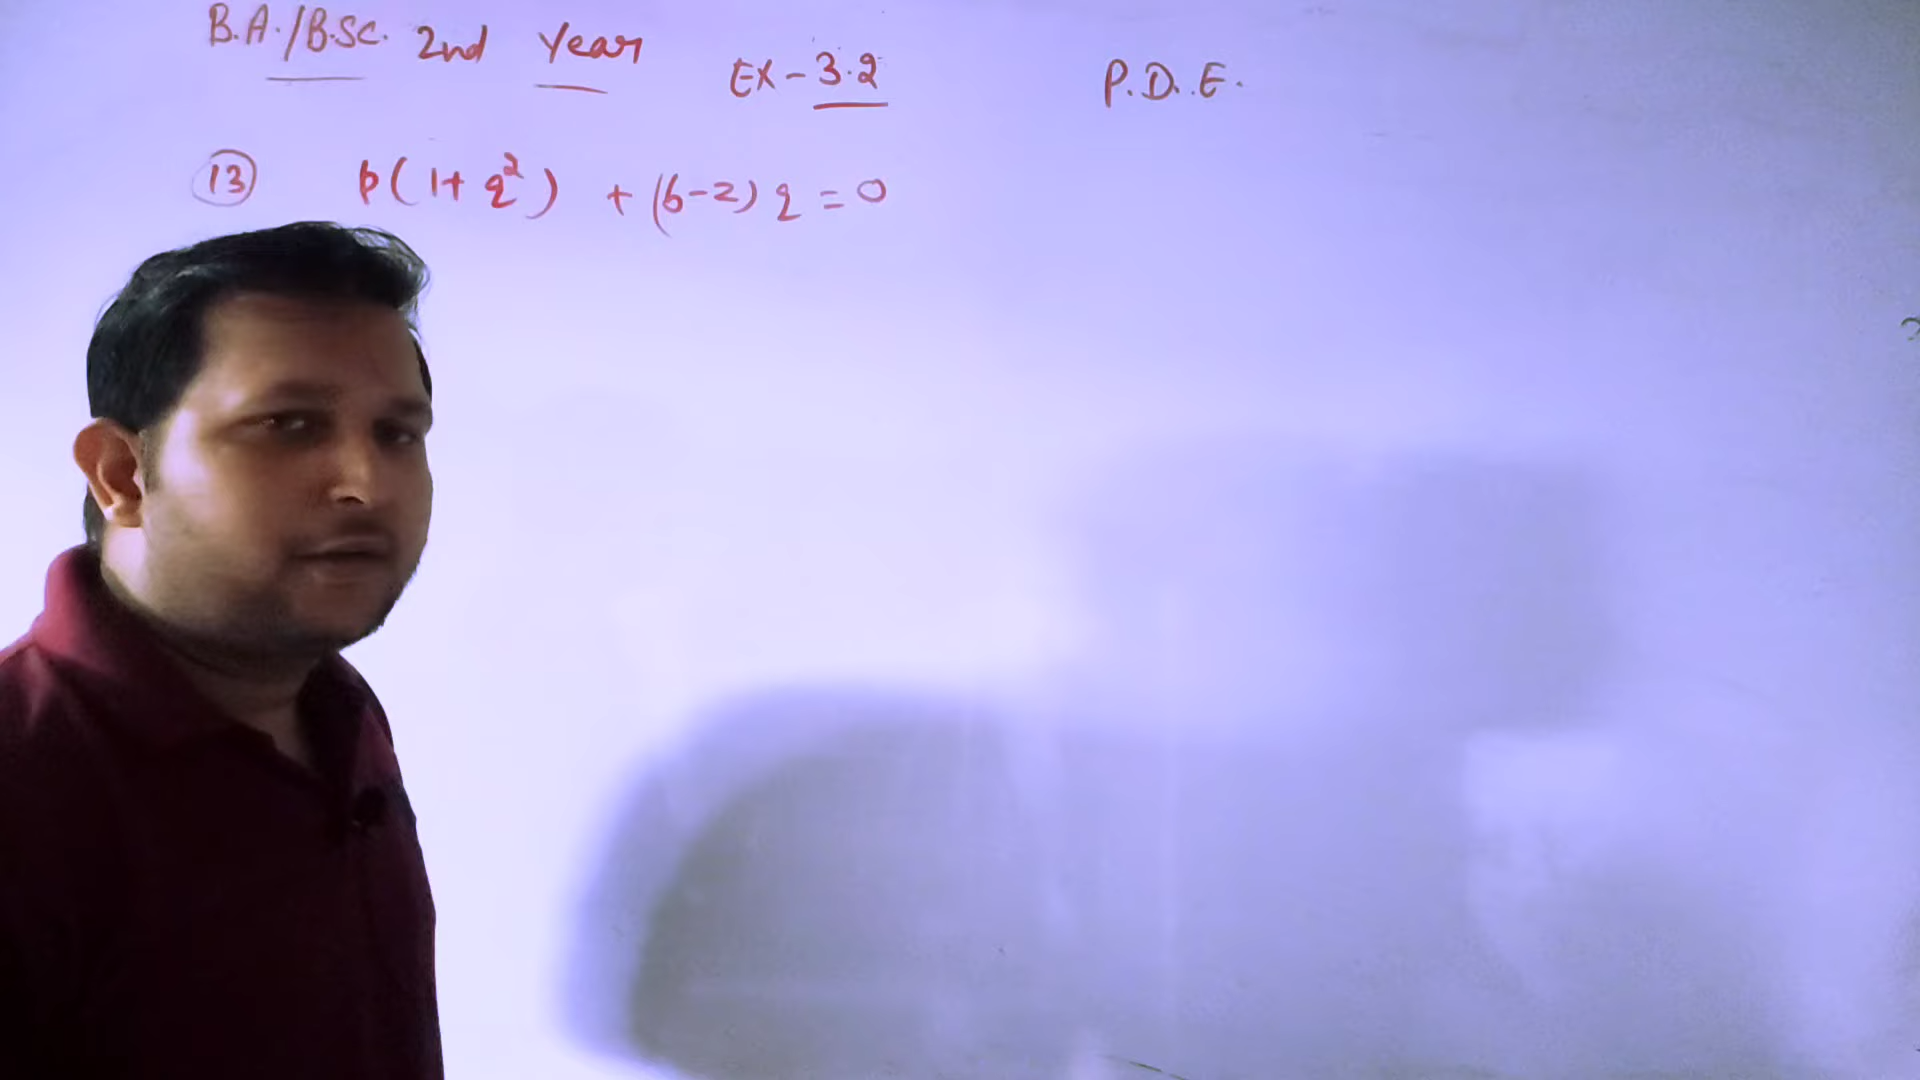 B.A./B.Sc. 2nd Year Ex-3.2 P.D.E.
(13) p(1+q²) + (b-z)q = 0